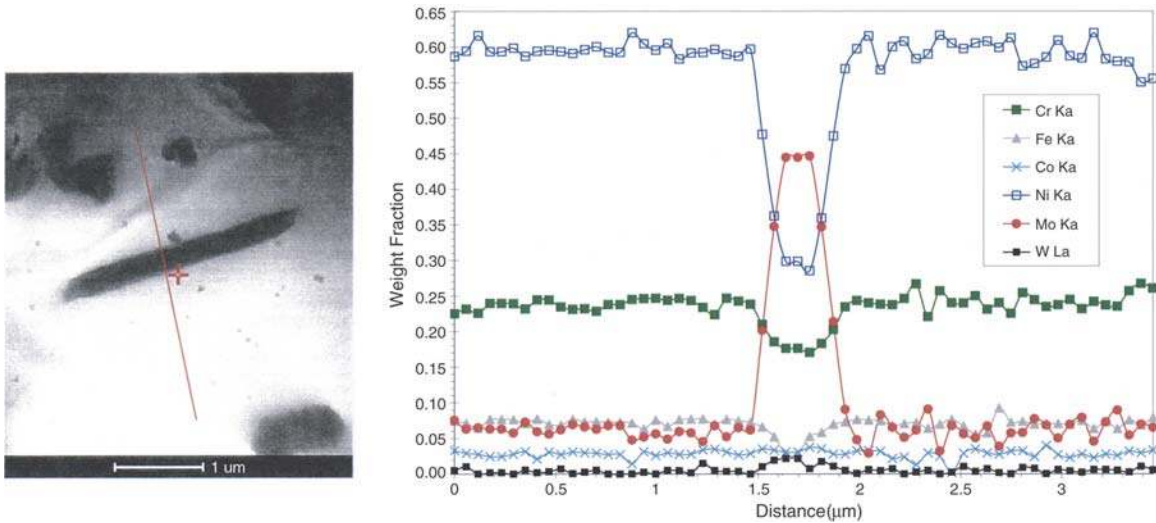 1 um
Weight Fraction
0.65
0.60
0.55
0.50
0.45
0.40
0.35
0.30
0.25
0.20
0.15
0.10
0.05
0.00
0
0.5
1
1.5
2
2.5
3
Distance(μm)
Cr Ka
Fe Ka
Co Ka
Ni Ka
Mo Ka
W La